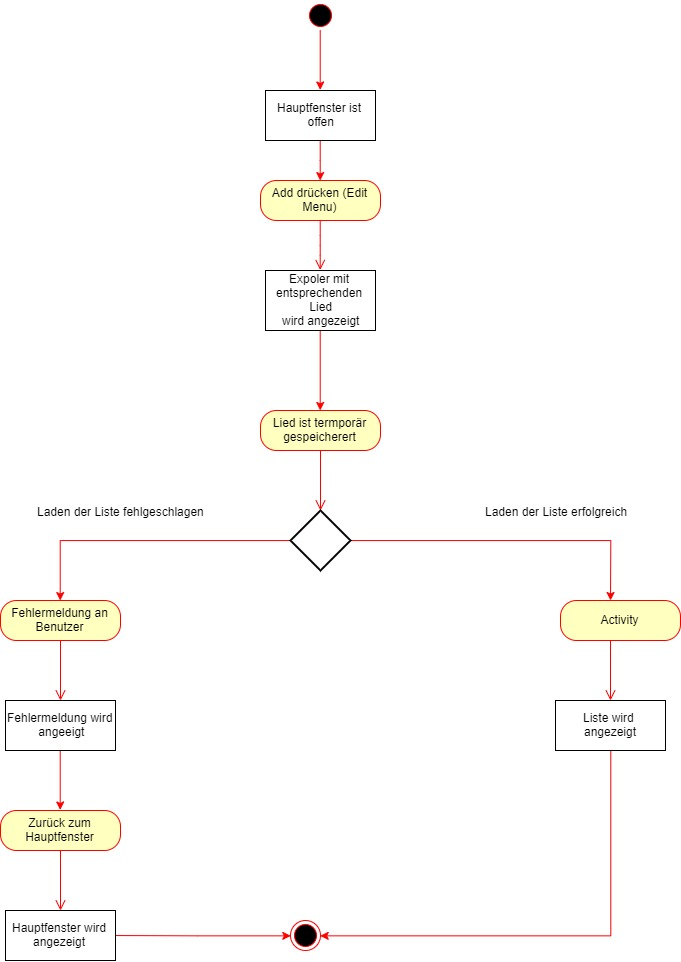 Hauptfenster ist
offen
Add drücken (Edit
Menu)
Expoler mit
entsprechenden
Lied
wird angezeigt
Lied ist termporär
gespeicherert
Laden der Liste fehlgeschlagen
Laden der Liste erfolgreich
Fehlermeldung an
Benutzer
Activity
Fehlermeldung wird
angeeigt
Liste wird
angezeigt
Zurück zum
Hauptfenster
Hauptfenster wird
angezeigt